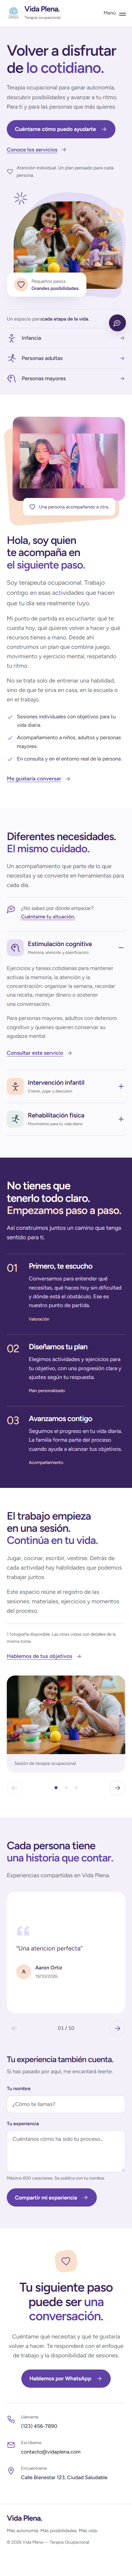 Vida Plena.
Terapia ocupacional
Menú
Volver a disfrutar
de lo cotidiano.
Terapia ocupacional para ganar autonomía,
descubrir posibilidades y avanzar a tu ritmo.
Para ti y para las personas que más quieres.
Cuéntame cómo puedo ayudarte
Conoce los servicios
Atención individual. Un plan pensado para cada
persona.
Pequeños pasos.
Grandes posibilidades.
Un espacio para cada etapa de la vida.
Infancia
Personas adultas
Personas mayores
Una persona acompañando a otra.
Hola, soy quien
te acompaña en
el siguiente paso.
Soy terapeuta ocupacional. Trabajo
contigo en esas actividades que hacen
que tu día sea realmente tuyo.
Mi punto de partida es escucharte: qué te
importa, qué ha cambiado y qué te gustaría
recuperar o aprender. Desde ahí
construimos un plan combinando juego,
movimiento y ejercicio mental, respetando
tu ritmo.
No se trata solo de entrenar una habilidad,
sino de que te sirva en casa, en la escuela o
en el trabajo.
Sesiones individuales con objetivos para tu
vida diaria.
Acompañamiento a niños, adultos y personas
mayores.
En consulta y en el entorno real de la persona.
Me gustaría conversar
Diferentes necesidades.
El mismo cuidado.
Un acompañamiento que parte de lo que
necesitas y se convierte en herramientas para
cada día.
¿No sabes por dónde empezar?
Cuéntame tu situación.
Estimulación cognitiva
Memoria, atención y planificación
Ejercicios y tareas cotidianas para mantener
activa la memoria, la atención y la
concentración: organizar la semana, recordar
una receta, manejar dinero o sostener
una conversación.
Para personas mayores, adultos con deterioro
cognitivo y quienes quieren conservar su
agudeza mental.
Consultar este servicio
Intervención infantil
Crecer, jugar y descubrir
Rehabilitación física
Movimiento para tu vida diaria
No tienes que
tenerlo todo claro.
Empezamos paso a paso.
Así construimos juntos un camino que tenga
sentido para ti.
01
Primero, te escucho
Conversamos para entender qué
necesitas, qué haces hoy sin dificultad
y dónde está el obstáculo. Ese es
nuestro punto de partida.
Valoración
02
Diseñamos tu plan
Elegimos actividades y ejercicios para
tu objetivo, con una progresión clara y
ajustes según tu respuesta.
Plan personalizado
03
Avanzamos contigo
Seguimos el progreso en tu vida diaria.
La familia forma parte del proceso
cuando ayuda a alcanzar tus objetivos.
Acompañamiento
El trabajo empieza
en una sesión.
Continúa en tu vida.
Jugar, cocinar, escribir, vestirse. Detrás de
cada actividad hay posibilidades que podemos
trabajar juntos.
Este espacio reúne el registro de las
sesiones: materiales, ejercicios y momentos
del proceso.
1 fotografía disponible. Las otras vistas son detalles de la
misma toma.
Hablemos de tus objetivos
Sesión de terapia ocupacional
Cada persona tiene
una historia que contar.
Experiencias compartidas en Vida Plena.
“Una atencion perfecta”
A
Aaron Ortiz
01 / 10
Tu experiencia también cuenta.
Si has pasado por aquí, me encantará leerte.
Tu nombre
¿Cómo te llamas?
Tu experiencia
Cuéntanos cómo ha sido tu proceso...
Máximo 600 caracteres. Se publica con tu nombre.
Compartir mi experiencia
Tu siguiente paso
puede ser una
conversación.
Cuéntame qué necesitas y qué te gustaría
volver a hacer. Te responderé con el enfoque
de trabajo y la disponibilidad de sesiones.
Hablemos por WhatsApp
Llámame
(123) 456-7890
Escríbeme
contacto@vidaplena.com
Encuéntrame
Calle Bienestar 123, Ciudad Saludable
Vida Plena.
Más autonomía. Más posibilidades. Más vida.
© 2026 Vida Plena — Terapia Ocupacional